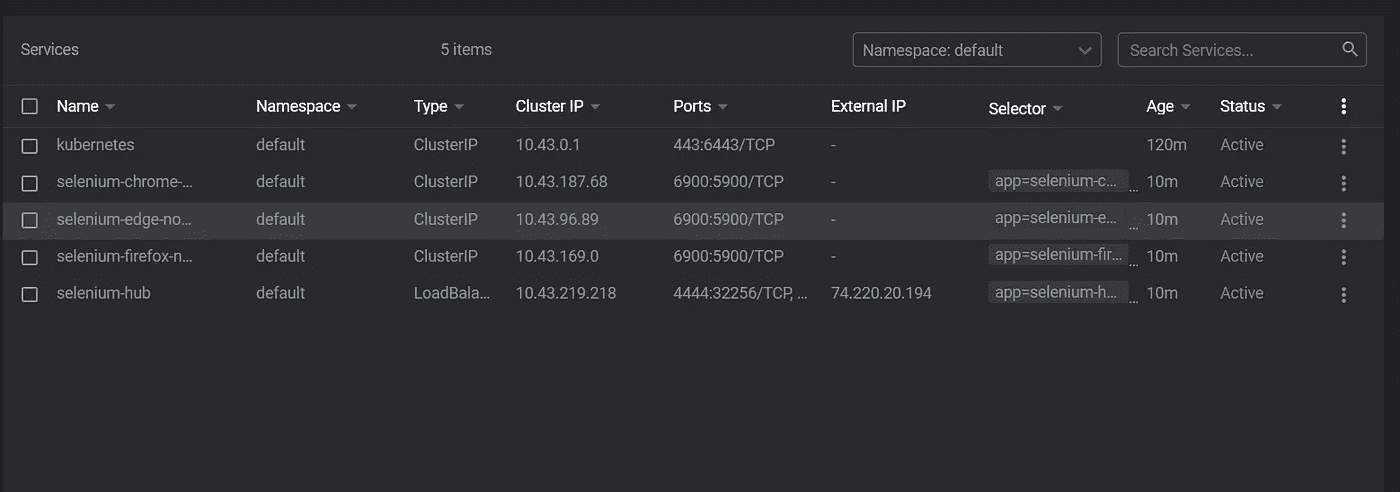 Services 5 items Namespace: default Search Services...
Name Namespace Type Cluster IP Ports External IP Selector Age Status
kubernetes default ClusterIP 10.43.0.1 443:6443/TCP - 120m Active
selenium-chrome-... default ClusterIP 10.43.187.68 6900:5900/TCP - app=selenium-c... ... 10m Active
selenium-edge-no... default ClusterIP 10.43.96.89 6900:5900/TCP - app=selenium-e... ... 10m Active
selenium-firefox-n... default ClusterIP 10.43.169.0 6900:5900/TCP - app=selenium-fir... ... 10m Active
selenium-hub default LoadBala... 10.43.219.218 4444:32256/TCP, ... 74.220.20.194 app=selenium-h... ... 10m Active